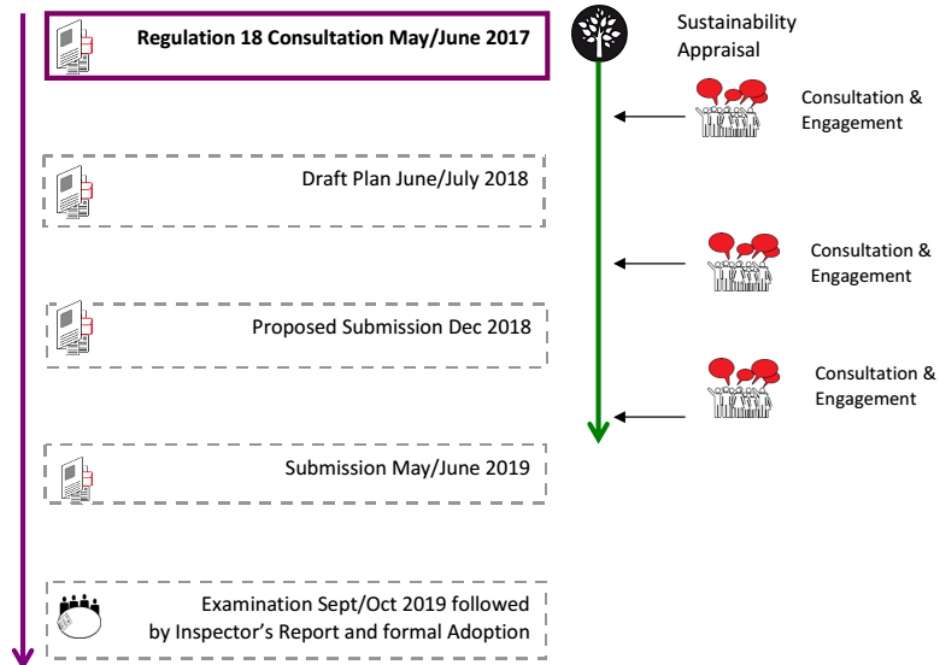 Regulation 18 Consultation May/June 2017
Sustainability
Appraisal
Consultation &
Engagement
Draft Plan June/July 2018
Consultation &
Engagement
Proposed Submission Dec 2018
Consultation &
Engagement
Submission May/June 2019
Examination Sept/Oct 2019 followed
by Inspector’s Report and formal Adoption